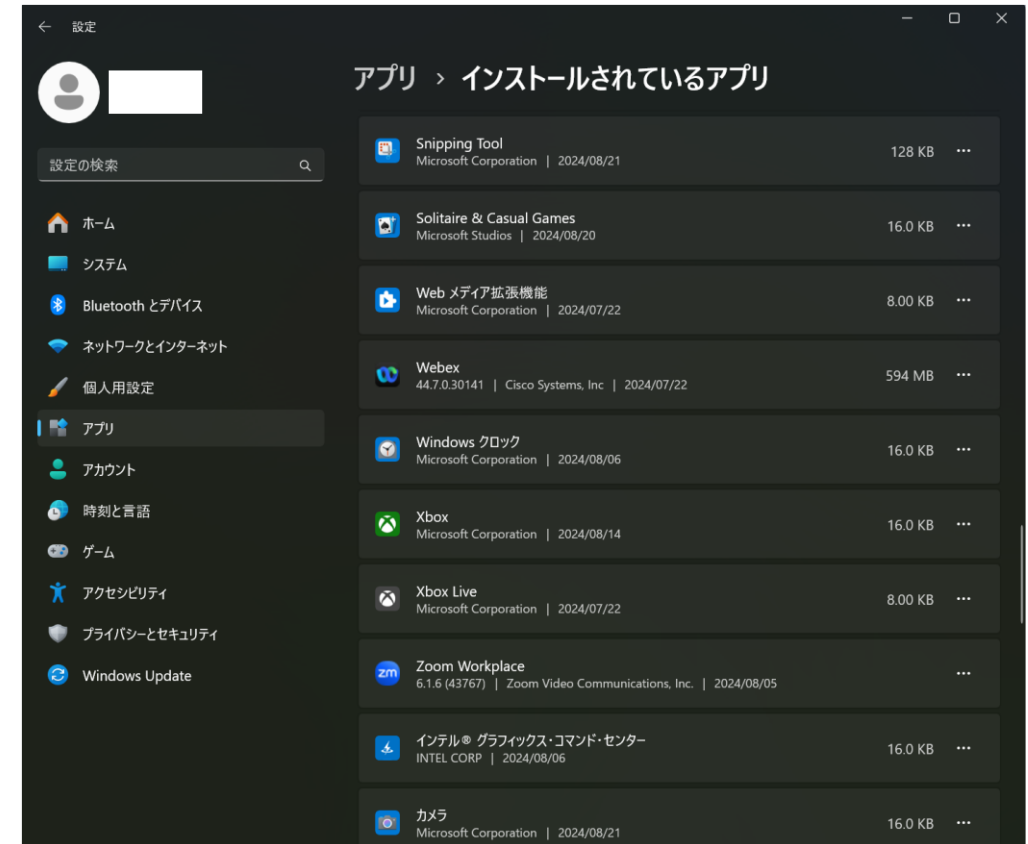 設定
アプリ › インストールされているアプリ
設定の検索
ホーム
システム
Bluetooth とデバイス
ネットワークとインターネット
個人用設定
アプリ
アカウント
時刻と言語
ゲーム
アクセシビリティ
プライバシーとセキュリティ
Windows Update
Snipping Tool
Microsoft Corporation | 2024/08/21
128 KB
Solitaire & Casual Games
Microsoft Studios | 2024/08/20
16.0 KB
Web メディア拡張機能
Microsoft Corporation | 2024/07/22
8.00 KB
Webex
44.7.0.30141 | Cisco Systems, Inc | 2024/07/22
594 MB
Windows クロック
Microsoft Corporation | 2024/08/06
16.0 KB
Xbox
Microsoft Corporation | 2024/08/14
16.0 KB
Xbox Live
Microsoft Corporation | 2024/07/22
8.00 KB
zm
Zoom Workplace
6.1.6 (43767) | Zoom Video Communications, Inc. | 2024/08/05
インテル® グラフィックス・コマンド・センター
INTEL CORP | 2024/08/06
16.0 KB
カメラ
Microsoft Corporation | 2024/08/21
16.0 KB